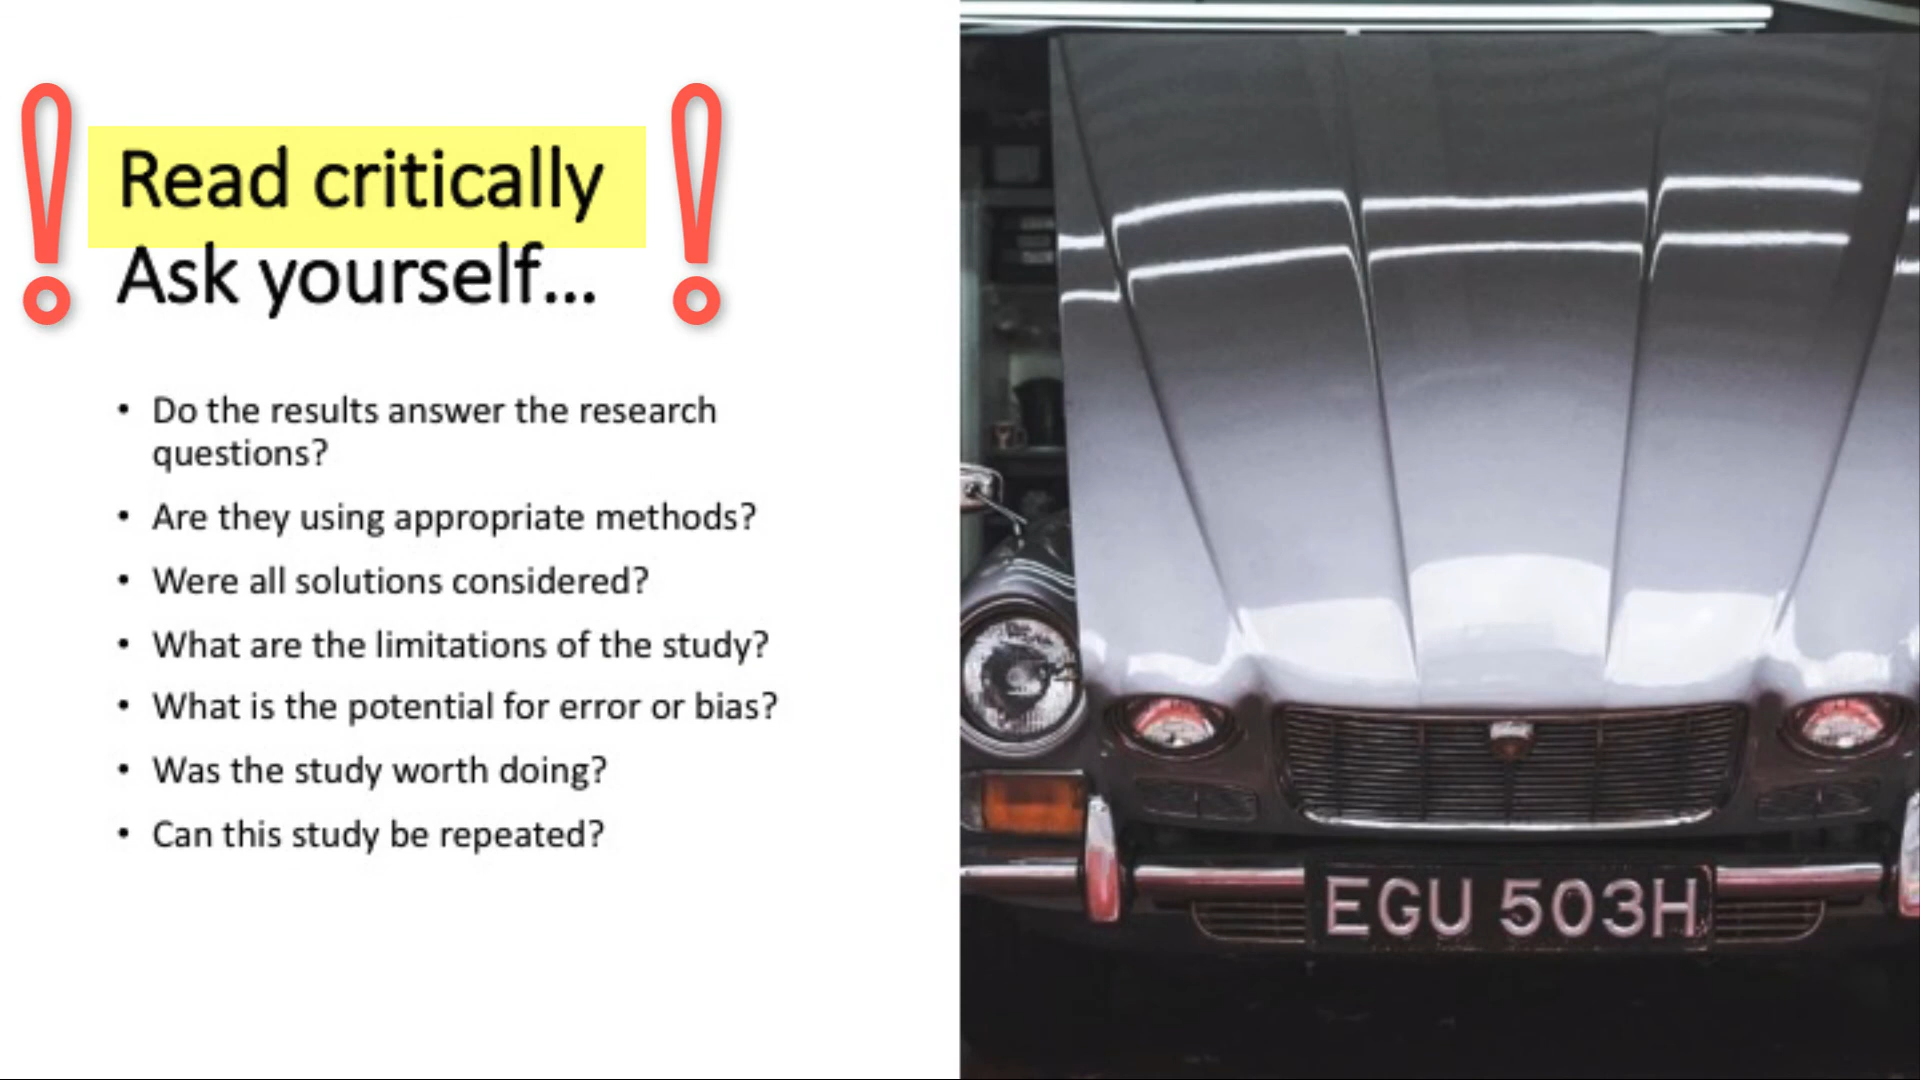 Read critically
Ask yourself...
• Do the results answer the research
questions?
• Are they using appropriate methods?
• Were all solutions considered?
• What are the limitations of the study?
• What is the potential for error or bias?
• Was the study worth doing?
• Can this study be repeated?
EGU 503H